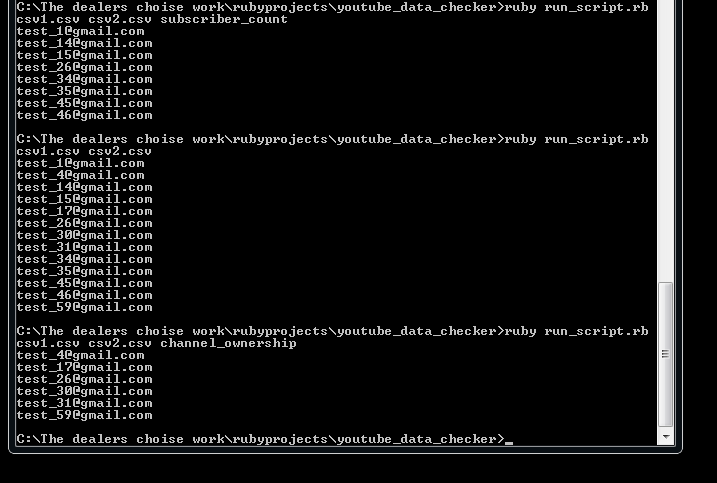 C:\The dealers choise work\rubyprojects\youtube_data_checker>ruby run_script.rb
csv1.csv csv2.csv subscriber_count
test_1@gmail.com
test_14@gmail.com
test_15@gmail.com
test_26@gmail.com
test_34@gmail.com
test_35@gmail.com
test_45@gmail.com
test_46@gmail.com
C:\The dealers choise work\rubyprojects\youtube_data_checker>ruby run_script.rb
csv1.csv csv2.csv
test_1@gmail.com
test_4@gmail.com
test_14@gmail.com
test_15@gmail.com
test_17@gmail.com
test_26@gmail.com
test_30@gmail.com
test_31@gmail.com
test_34@gmail.com
test_35@gmail.com
test_45@gmail.com
test_46@gmail.com
test_59@gmail.com
C:\The dealers choise work\rubyprojects\youtube_data_checker>ruby run_script.rb
csv1.csv csv2.csv channel_ownership
test_4@gmail.com
test_17@gmail.com
test_26@gmail.com
test_30@gmail.com
test_31@gmail.com
test_59@gmail.com
C:\The dealers choise work\rubyprojects\youtube_data_checker>_